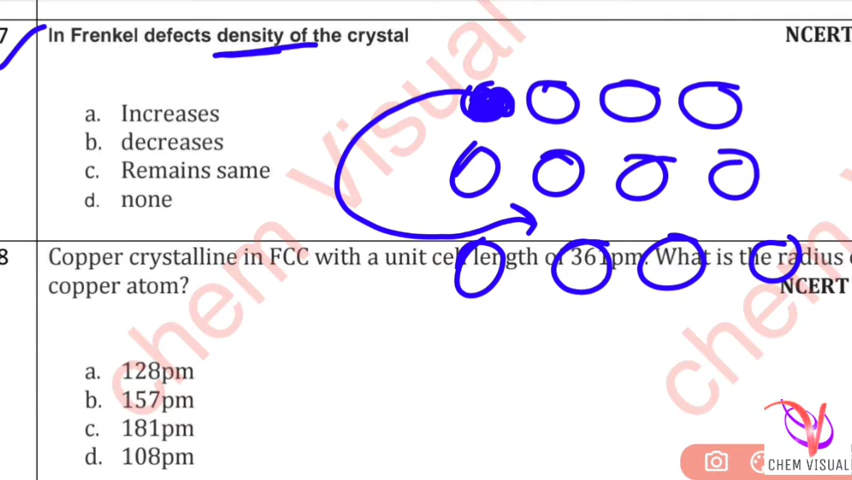 7
In Frenkel defects density of the crystal
NCERT
a. Increases
b. decreases
c. Remains same
d. none
8
Copper crystalline in FCC with a unit cell length of 361pm. What is the radius
copper atom?
NCERT
a. 128pm
b. 157pm
c. 181pm
d. 108pm
chem Visual
chem Visual
che
CHEM VISUALI